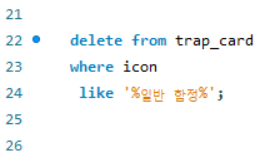 21
22 delete from trap_card
23 where icon
24 like '%일반 함정%';
25
26